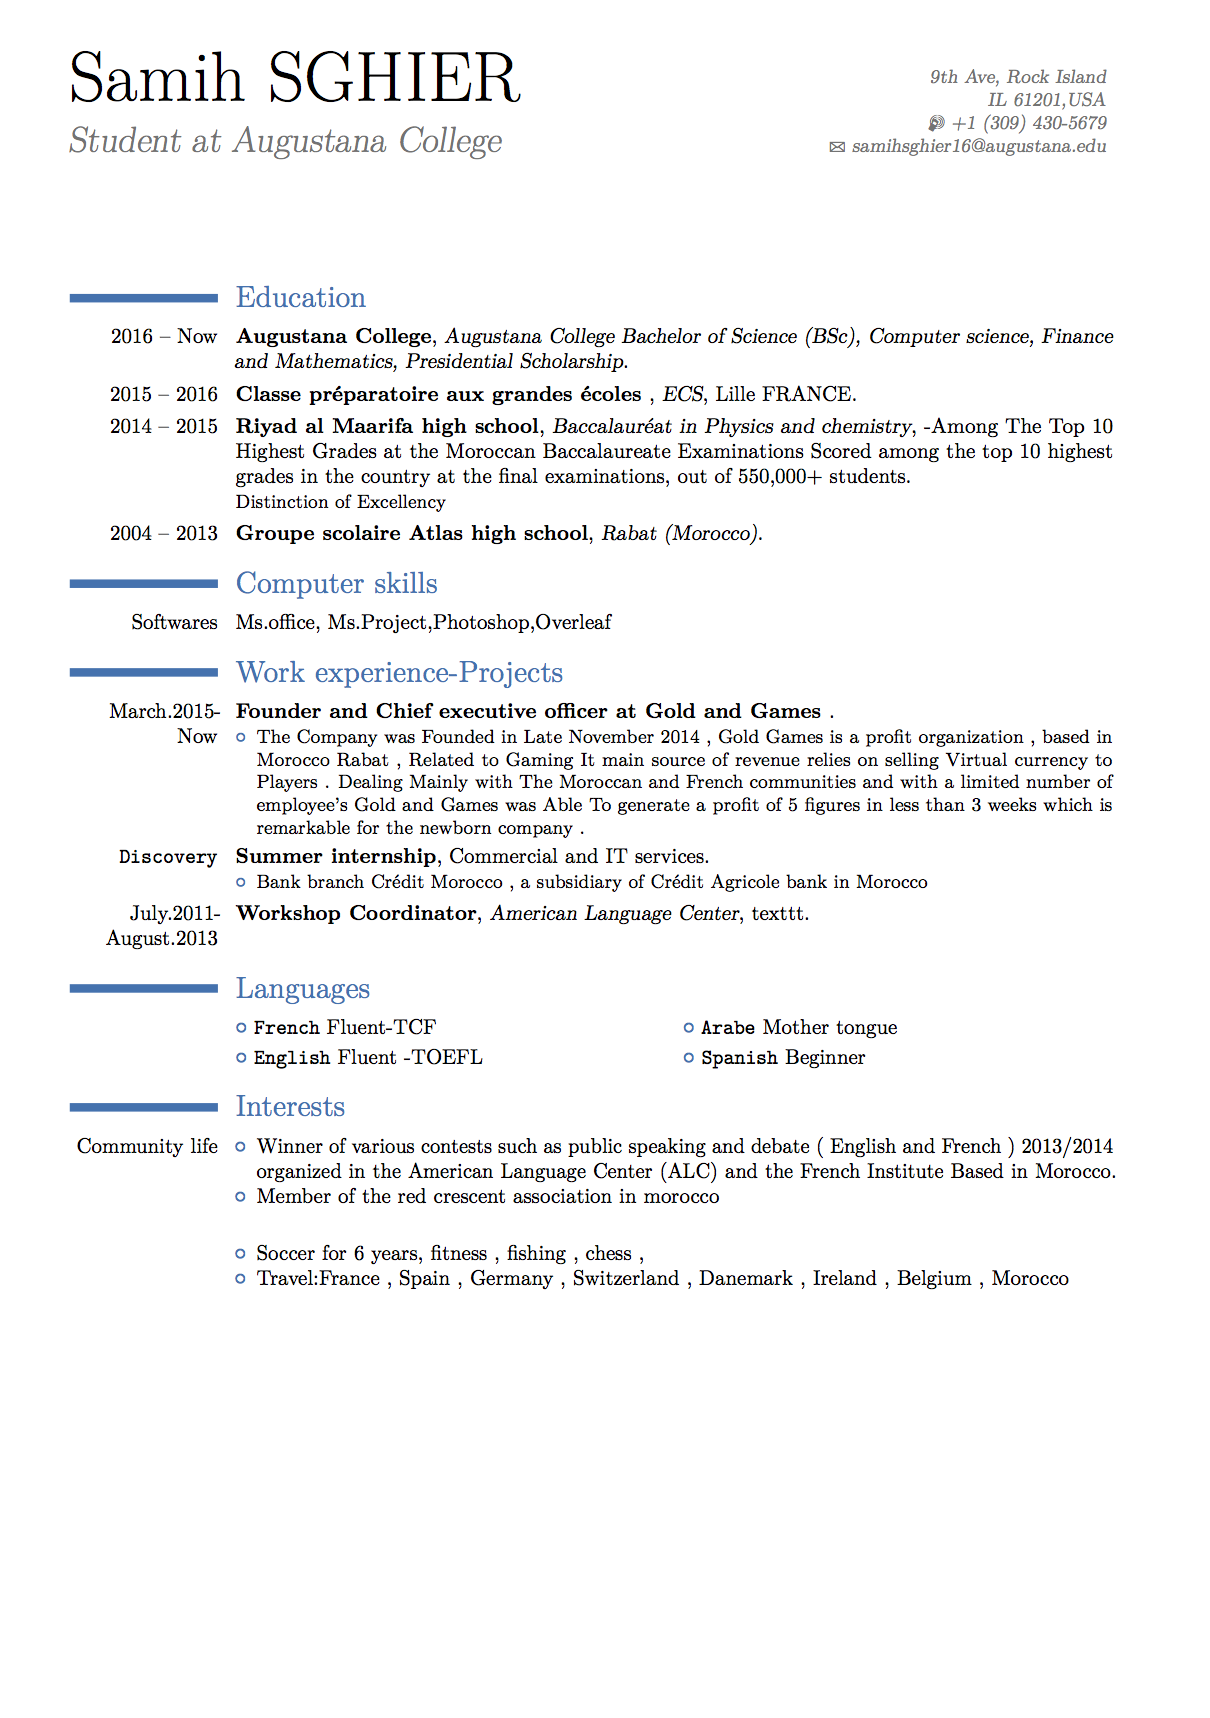 Samih SGHIER
Student at Augustana College
9th Ave, Rock Island
IL 61201,USA
+1 (309) 430-5679
samihsghier16@augustana.edu
Education
2016 – Now Augustana College, Augustana College Bachelor of Science (BSc), Computer science, Finance
and Mathematics, Presidential Scholarship.
2015 – 2016 Classe préparatoire aux grandes écoles , ECS, Lille FRANCE.
2014 – 2015 Riyad al Maarifa high school, Baccalauréat in Physics and chemistry, -Among The Top 10
Highest Grades at the Moroccan Baccalaureate Examinations Scored among the top 10 highest
grades in the country at the final examinations, out of 550,000+ students.
Distinction of Excellency
2004 – 2013 Groupe scolaire Atlas high school, Rabat (Morocco).
Computer skills
Softwares Ms.office, Ms.Project,Photoshop,Overleaf
Work experience-Projects
March.2015- Founder and Chief executive officer at Gold and Games .
Now The Company was Founded in Late November 2014 , Gold Games is a profit organization , based in
Morocco Rabat , Related to Gaming It main source of revenue relies on selling Virtual currency to
Players . Dealing Mainly with The Moroccan and French communities and with a limited number of
employee's Gold and Games was Able To generate a profit of 5 figures in less than 3 weeks which is
remarkable for the newborn company .
Discovery Summer internship, Commercial and IT services.
Bank branch Crédit Morocco , a subsidiary of Crédit Agricole bank in Morocco
July.2011- Workshop Coordinator, American Language Center, texttt.
August.2013
Languages
French Fluent-TCF Arabe Mother tongue
English Fluent -TOEFL Spanish Beginner
Interests
Community life Winner of various contests such as public speaking and debate ( English and French ) 2013/2014
organized in the American Language Center (ALC) and the French Institute Based in Morocco.
Member of the red crescent association in morocco
Soccer for 6 years, fitness , fishing , chess ,
Travel:France , Spain , Germany , Switzerland , Danemark , Ireland , Belgium , Morocco